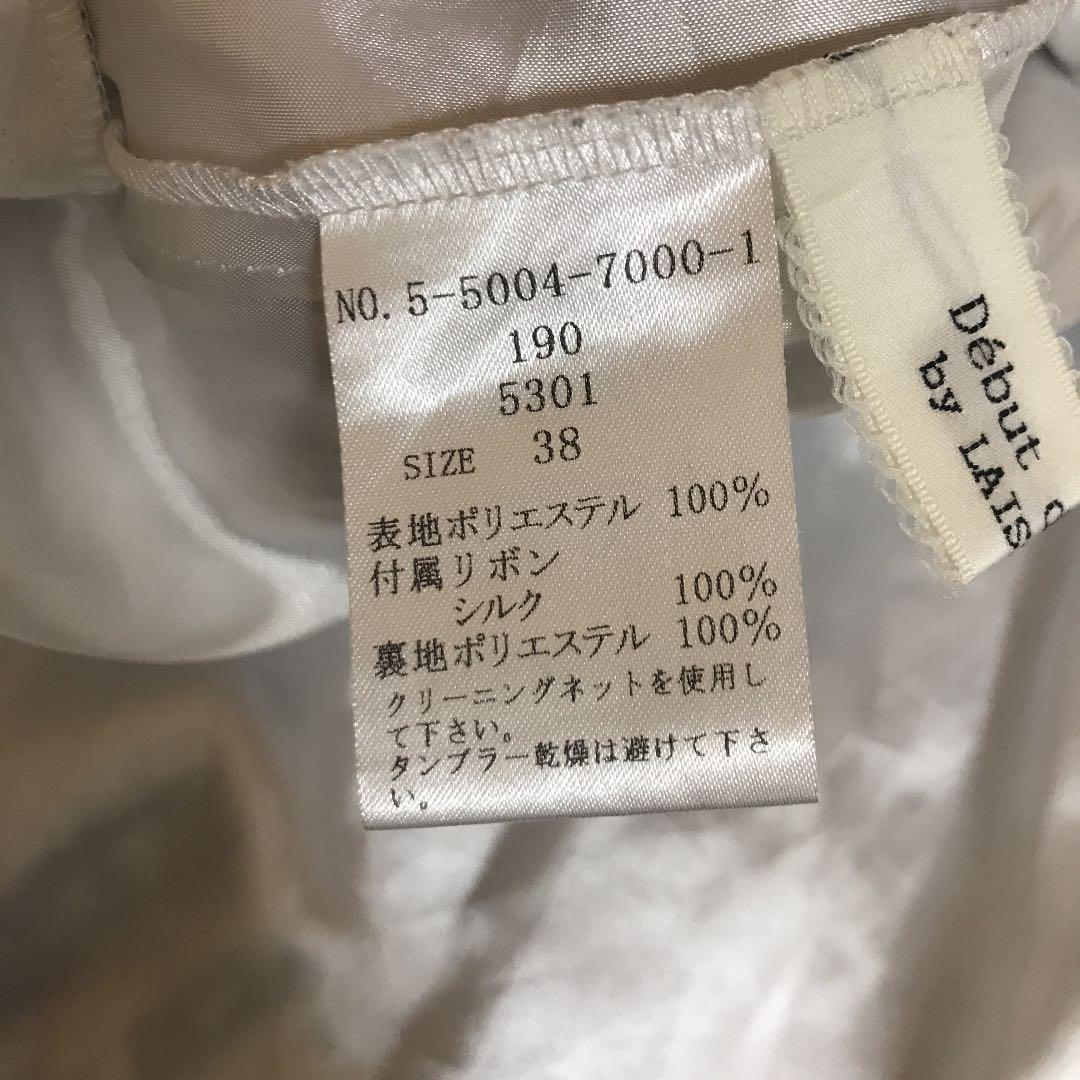 NO. 5-5004-7000-1
190
5301
SIZE 38
表地ポリエステル 100%
付属リボン
シルク 100%
裏地ポリエステル 100%
クリーニングネットを使用し
て下さい。
タンブラー乾燥は避けて下さ
い。
Début
by LAIS